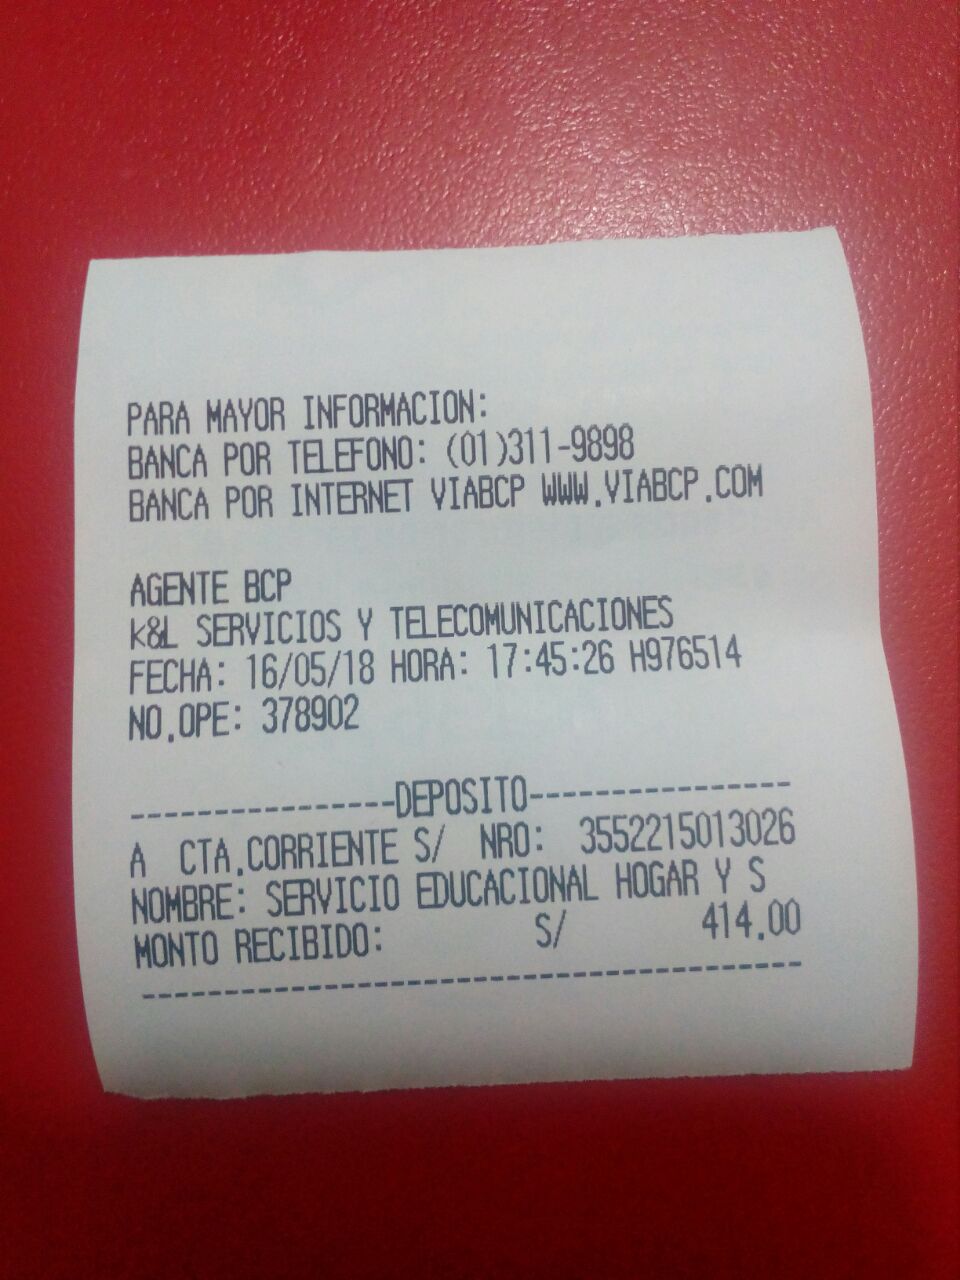 PARA MAYOR INFORMACION:
BANCA POR TELEFONO: (01)311-9898
BANCA POR INTERNET VIABCP WWW.VIABCP.COM
AGENTE BCP
k&L SERVICIOS Y TELECOMUNICACIONES
FECHA: 16/05/18 HORA: 17:45:26 H976514
NO.OPE: 378902
----------------DEPOSITO----------------
A CTA.CORRIENTE S/ NRO: 3552215013026
NOMBRE: SERVICIO EDUCACIONAL HOGAR Y S
MONTO RECIBIDO: S/ 414.00
----------------------------------------